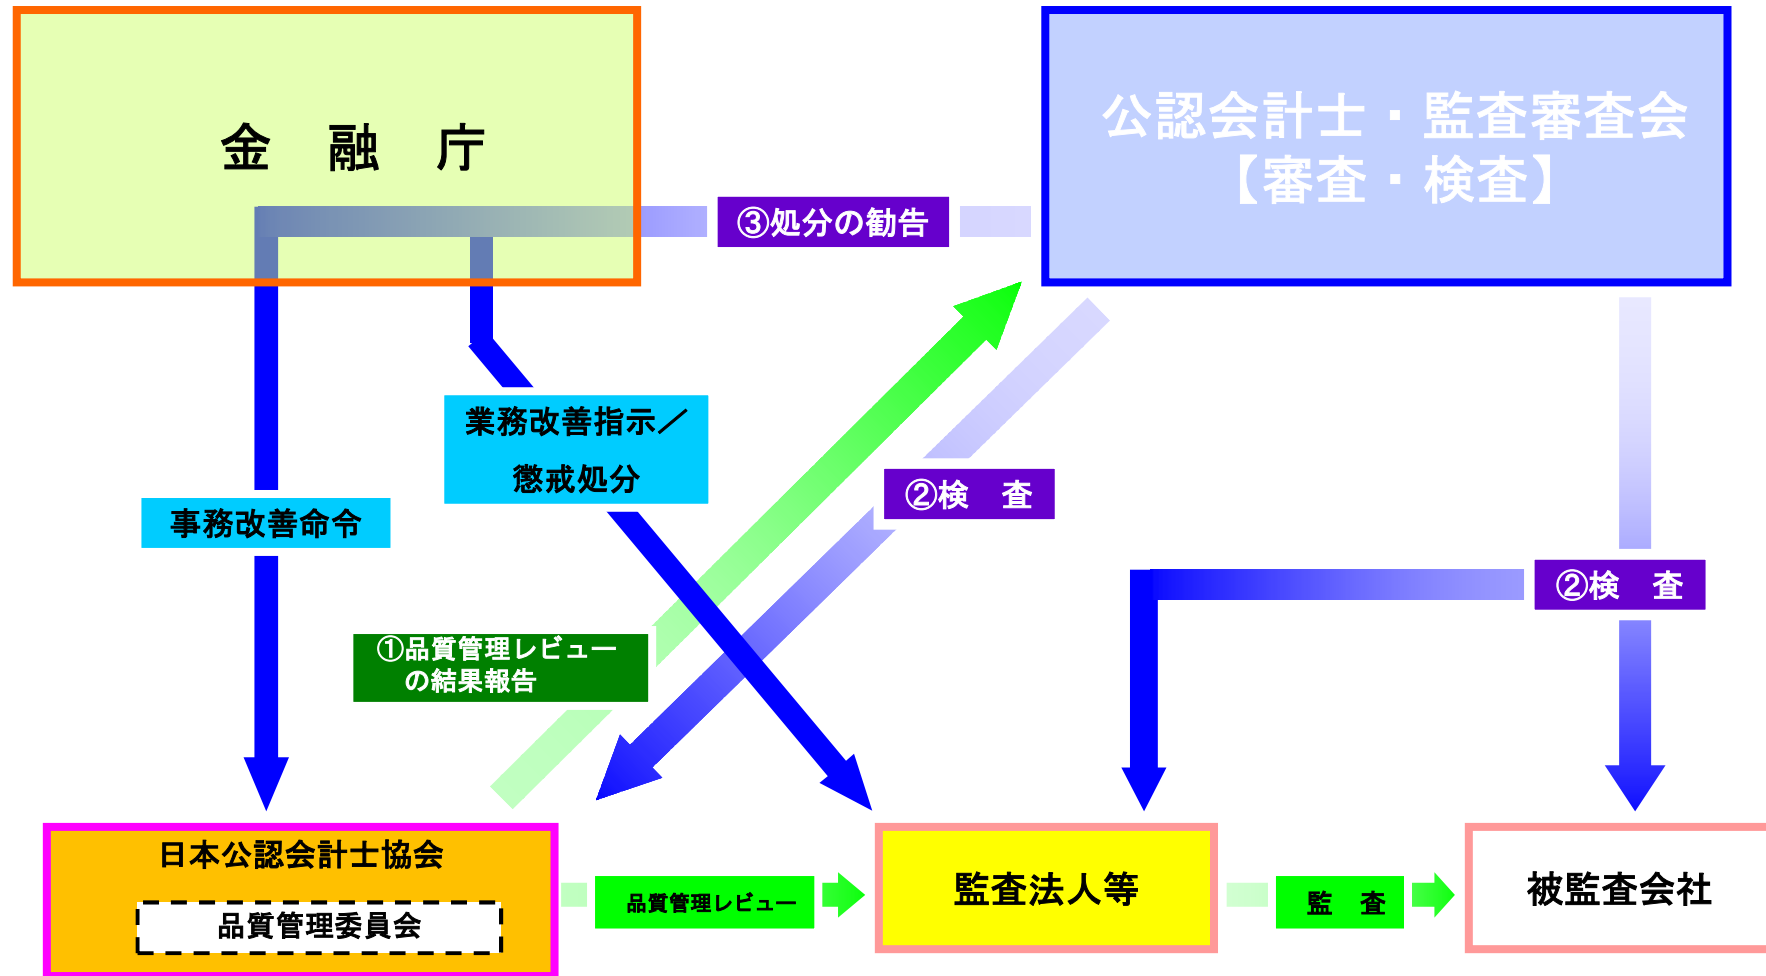 金　融　庁
公認会計士・監査審査会
【審査・検査】
③処分の勧告
業務改善指示／
懲戒処分
②検　査
事務改善命令
②検　査
①品質管理レビュー
の結果報告
日本公認会計士協会
品質管理委員会
品質管理レビュー
監査法人等
監　査
被監査会社